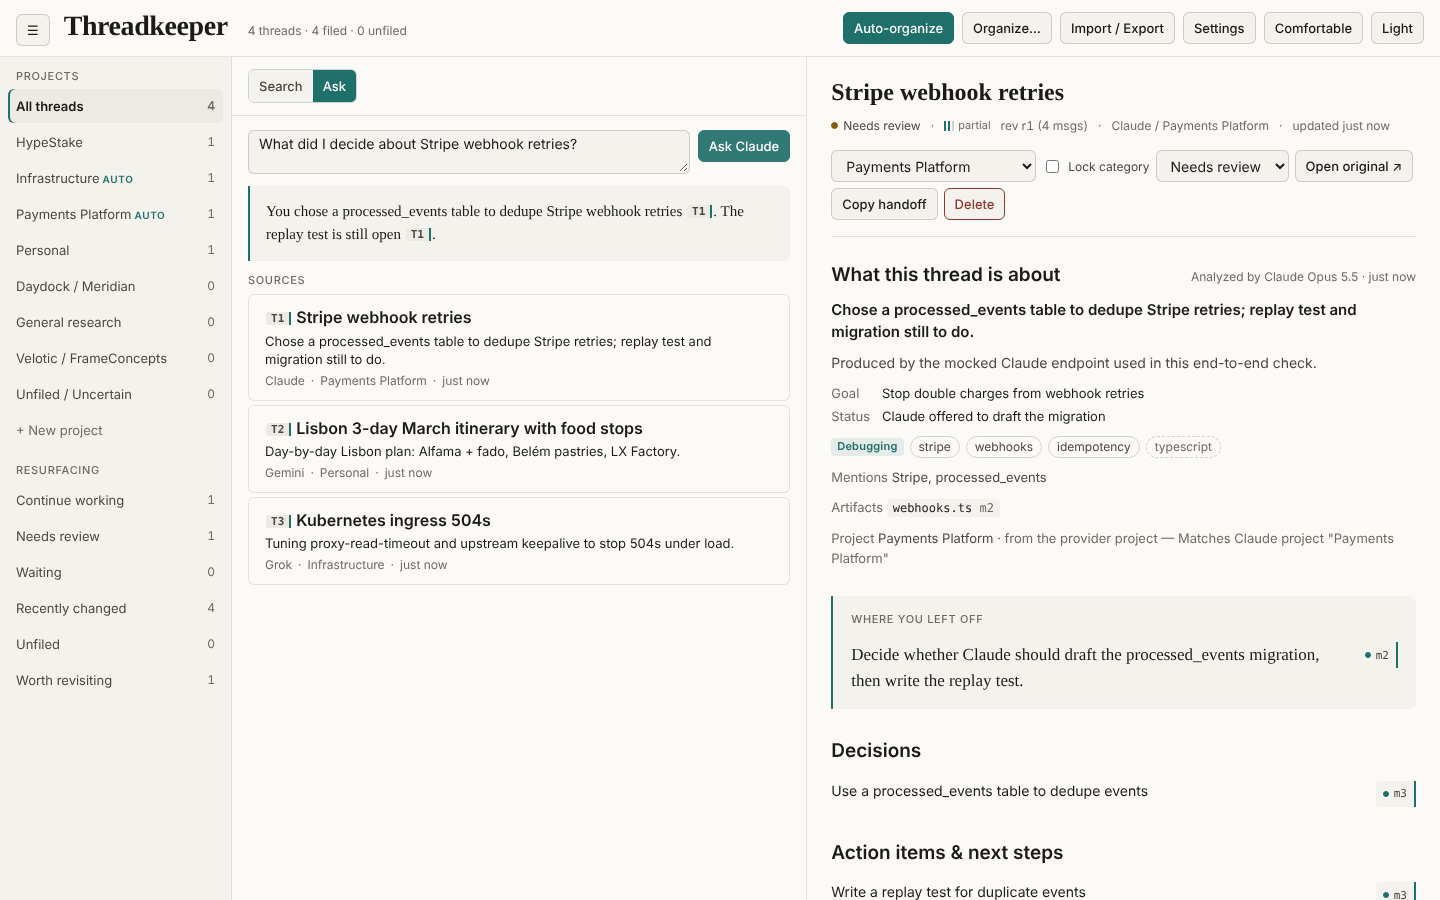 ☰
Threadkeeper
4 threads · 4 filed · 0 unfiled
Auto-organize
Organize...
Import / Export
Settings
Comfortable
Light
PROJECTS
All threads 4
HypeStake 1
Infrastructure AUTO 1
Payments Platform AUTO 1
Personal 1
Daydock / Meridian 0
General research 0
Velotic / FrameConcepts 0
Unfiled / Uncertain 0
+ New project
RESURFACING
Continue working 1
Needs review 1
Waiting 0
Recently changed 4
Unfiled 0
Worth revisiting 1
Search Ask
What did I decide about Stripe webhook retries?
Ask Claude
You chose a processed_events table to dedupe Stripe webhook retries T1. The
replay test is still open T1.
SOURCES
T1 Stripe webhook retries
Chose a processed_events table to dedupe Stripe retries; replay test and
migration still to do.
Claude · Payments Platform · just now
T2 Lisbon 3-day March itinerary with food stops
Day-by-day Lisbon plan: Alfama + fado, Belém pastries, LX Factory.
Gemini · Personal · just now
T3 Kubernetes ingress 504s
Tuning proxy-read-timeout and upstream keepalive to stop 504s under load.
Grok · Infrastructure · just now
Stripe webhook retries
Needs review · partial rev r1 (4 msgs) · Claude / Payments Platform · updated just now
Payments Platform
Lock category
Needs review
Open original ↗
Copy handoff
Delete
What this thread is about
Analyzed by Claude Opus 5.5 · just now
Chose a processed_events table to dedupe Stripe retries; replay test and
migration still to do.
Produced by the mocked Claude endpoint used in this end-to-end check.
Goal Stop double charges from webhook retries
Status Claude offered to draft the migration
Debugging stripe webhooks idempotency typescript
Mentions Stripe, processed_events
Artifacts webhooks.ts m2
Project Payments Platform · from the provider project — Matches Claude project "Payments
Platform"
WHERE YOU LEFT OFF
Decide whether Claude should draft the processed_events migration, m2
then write the replay test.
Decisions
Use a processed_events table to dedupe events m3
Action items & next steps
Write a replay test for duplicate events m3